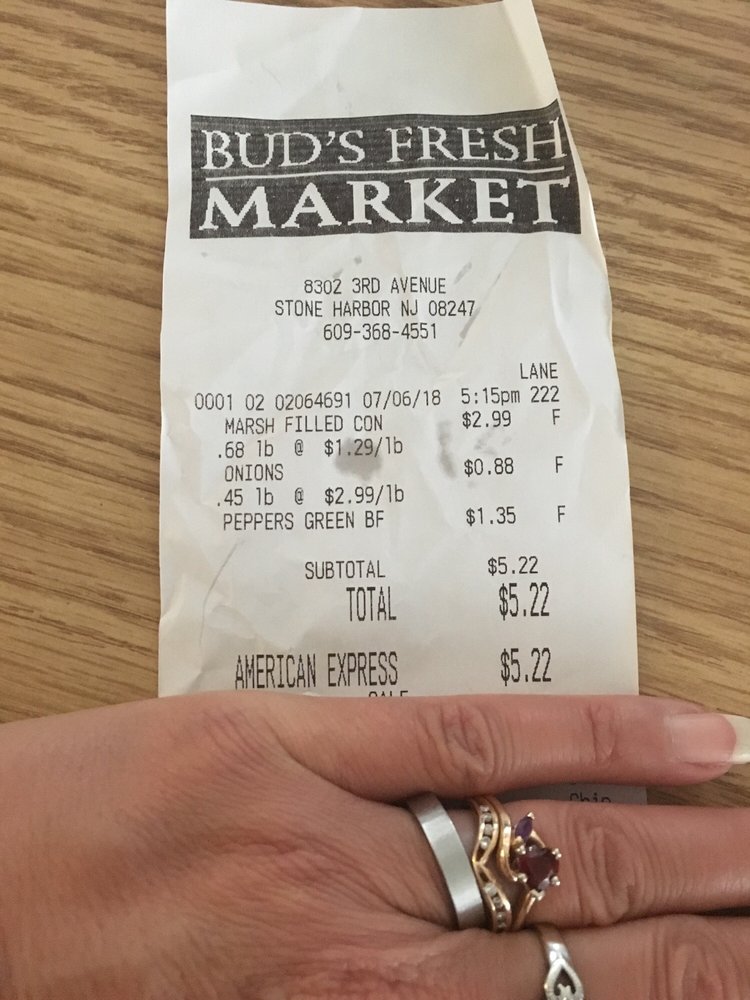 BUD'S FRESH
MARKET
8302 3RD AVENUE
STONE HARBOR NJ 08247
609-368-4551
LANE
0001 02 02064691 07/06/18 5:15pm 222
MARSH FILLED CON $2.99 F
.68 lb @ $1.29/lb
ONIONS $0.88 F
.45 lb @ $2.99/lb
PEPPERS GREEN BF $1.35 F
SUBTOTAL $5.22
TOTAL $5.22
AMERICAN EXPRESS $5.22